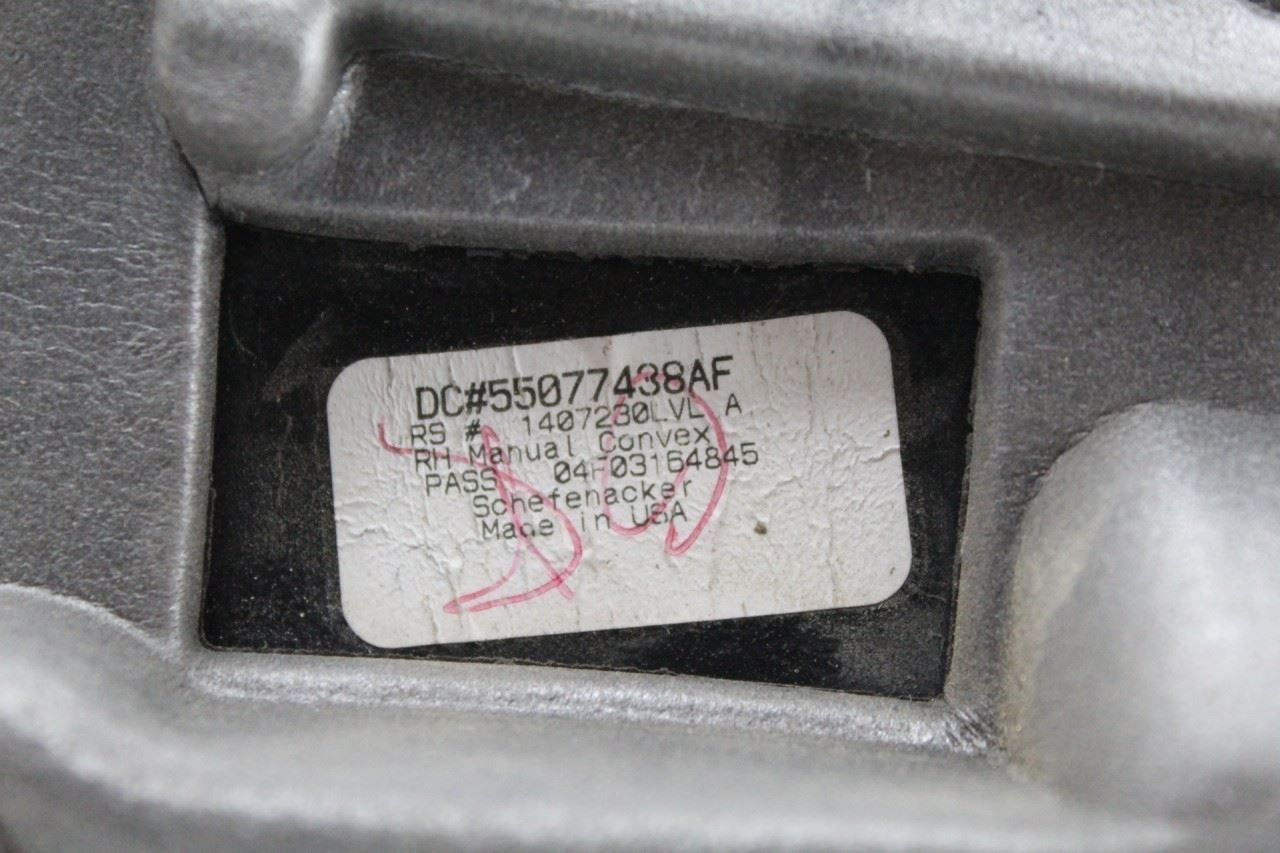 DC#55077438AF
RS # 1407230LVL A
RH Manual Convex
PASS 04F03164845
Schefenacker
Made in USA